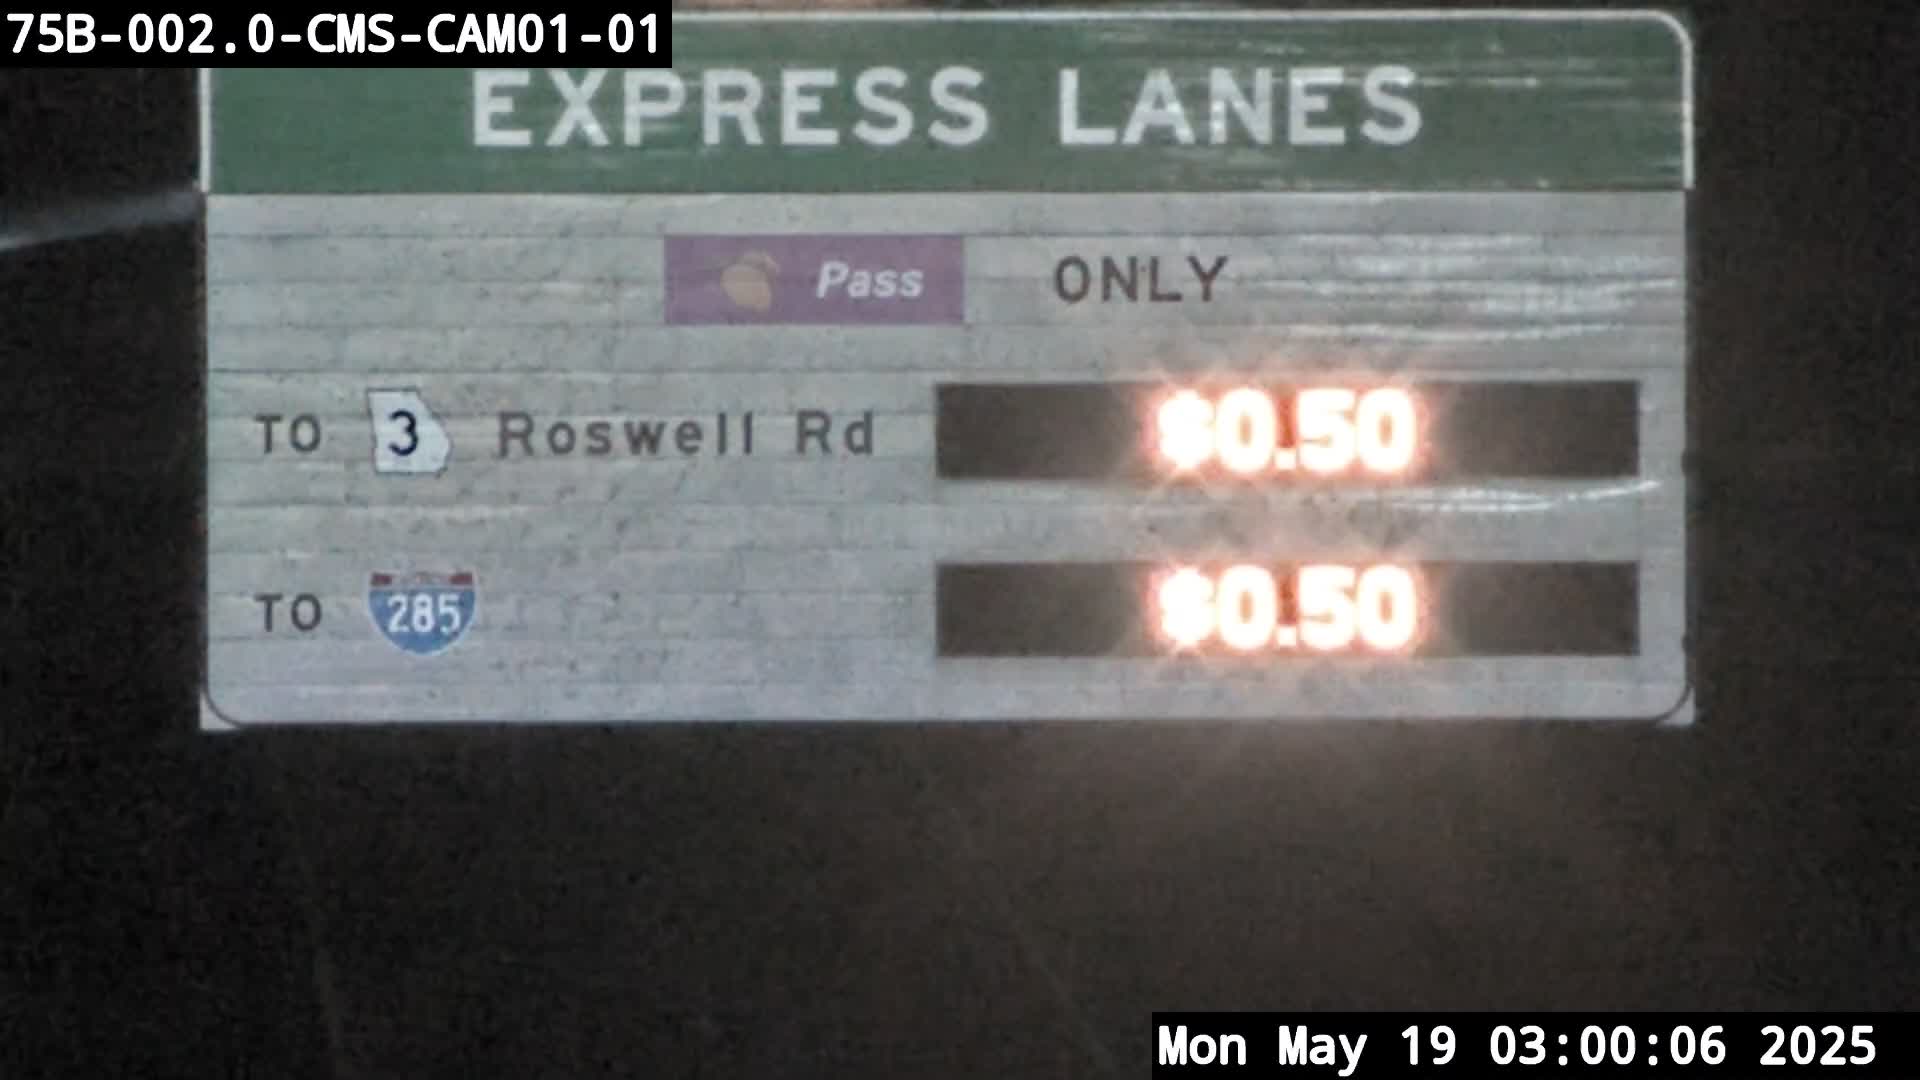 75B-002.0-CMS-CAM01-01
EXPRESS LANES
Pass ONLY
TO 3 Roswell Rd $0.50
TO 285 $0.50
Mon May 19 03:00:06 2025